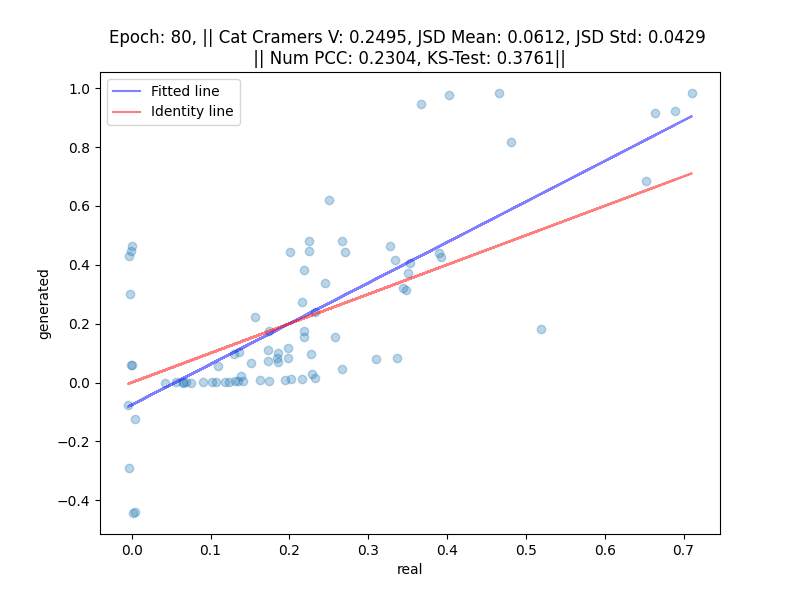 Epoch: 80, || Cat Cramers V: 0.2495, JSD Mean: 0.0612, JSD Std: 0.0429
|| Num PCC: 0.2304, KS-Test: 0.3761||
Fitted line
Identity line
1.0
0.8
0.6
0.4
0.2
0.0
−0.2
−0.4
generated
0.0 0.1 0.2 0.3 0.4 0.5 0.6 0.7
real